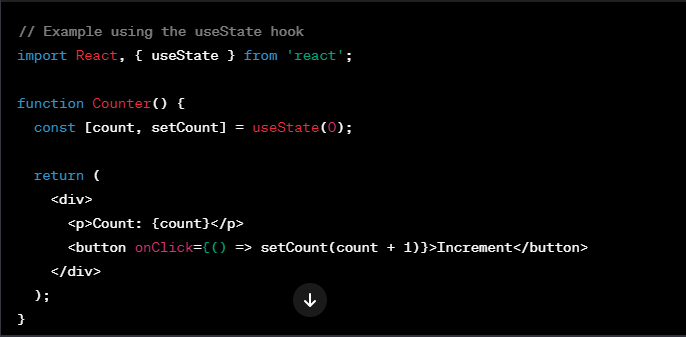 // Example using the useState hook
import React, { useState } from 'react';
function Counter() {
const [count, setCount] = useState(0);
return (
<div>
<p>Count: {count}</p>
<button onClick={() => setCount(count + 1)}>Increment</button>
</div>
);
}